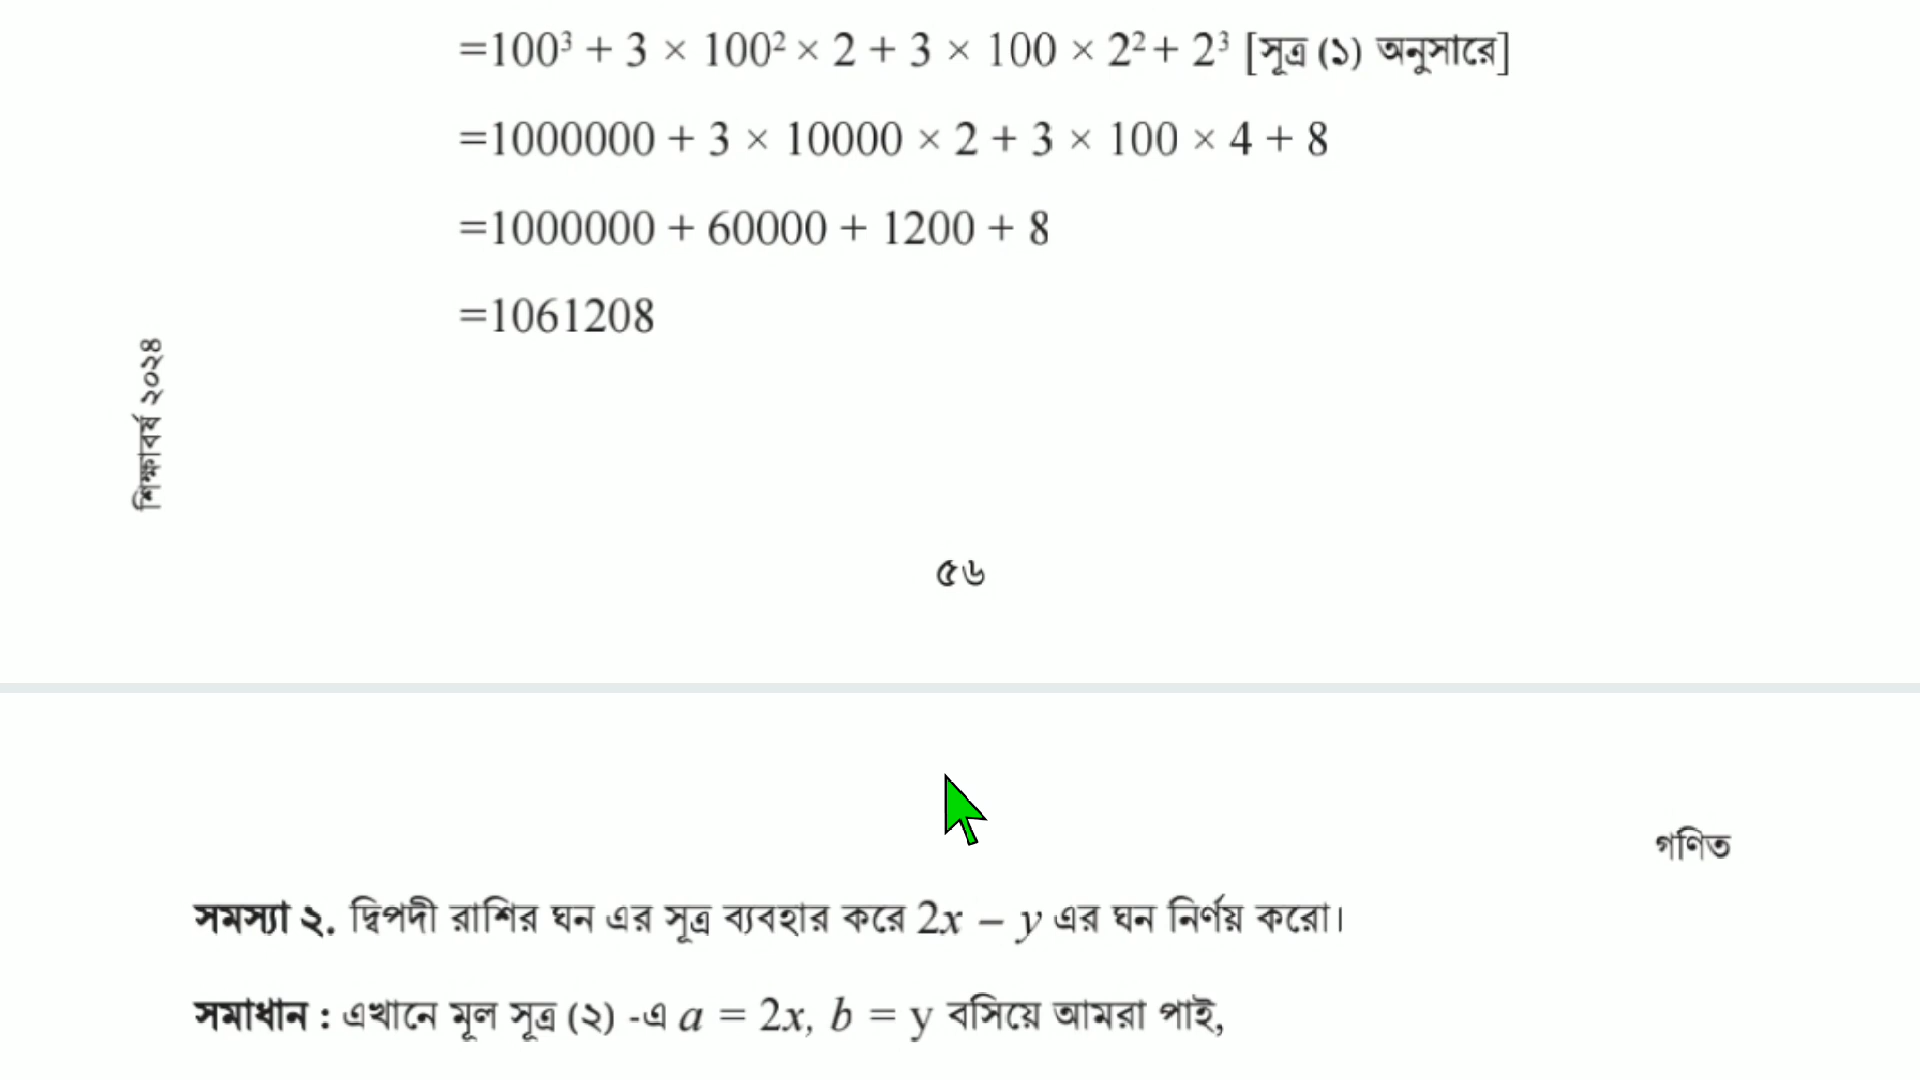 =100³ + 3 × 100² × 2 + 3 × 100 × 2² + 2³ [সূত্র (১) অনুসারে]
=1000000 + 3 × 10000 × 2 + 3 × 100 × 4 + 8
=1000000 + 60000 + 1200 + 8
=1061208
শিক্ষাবর্ষ ২০২৪
৫৬
গণিত
সমস্যা ২. দ্বিপদী রাশির ঘন এর সূত্র ব্যবহার করে 2x – y এর ঘন নির্ণয় করো।
সমাধান : এখানে মূল সূত্র (২) -এ a = 2x, b = y বসিয়ে আমরা পাই,